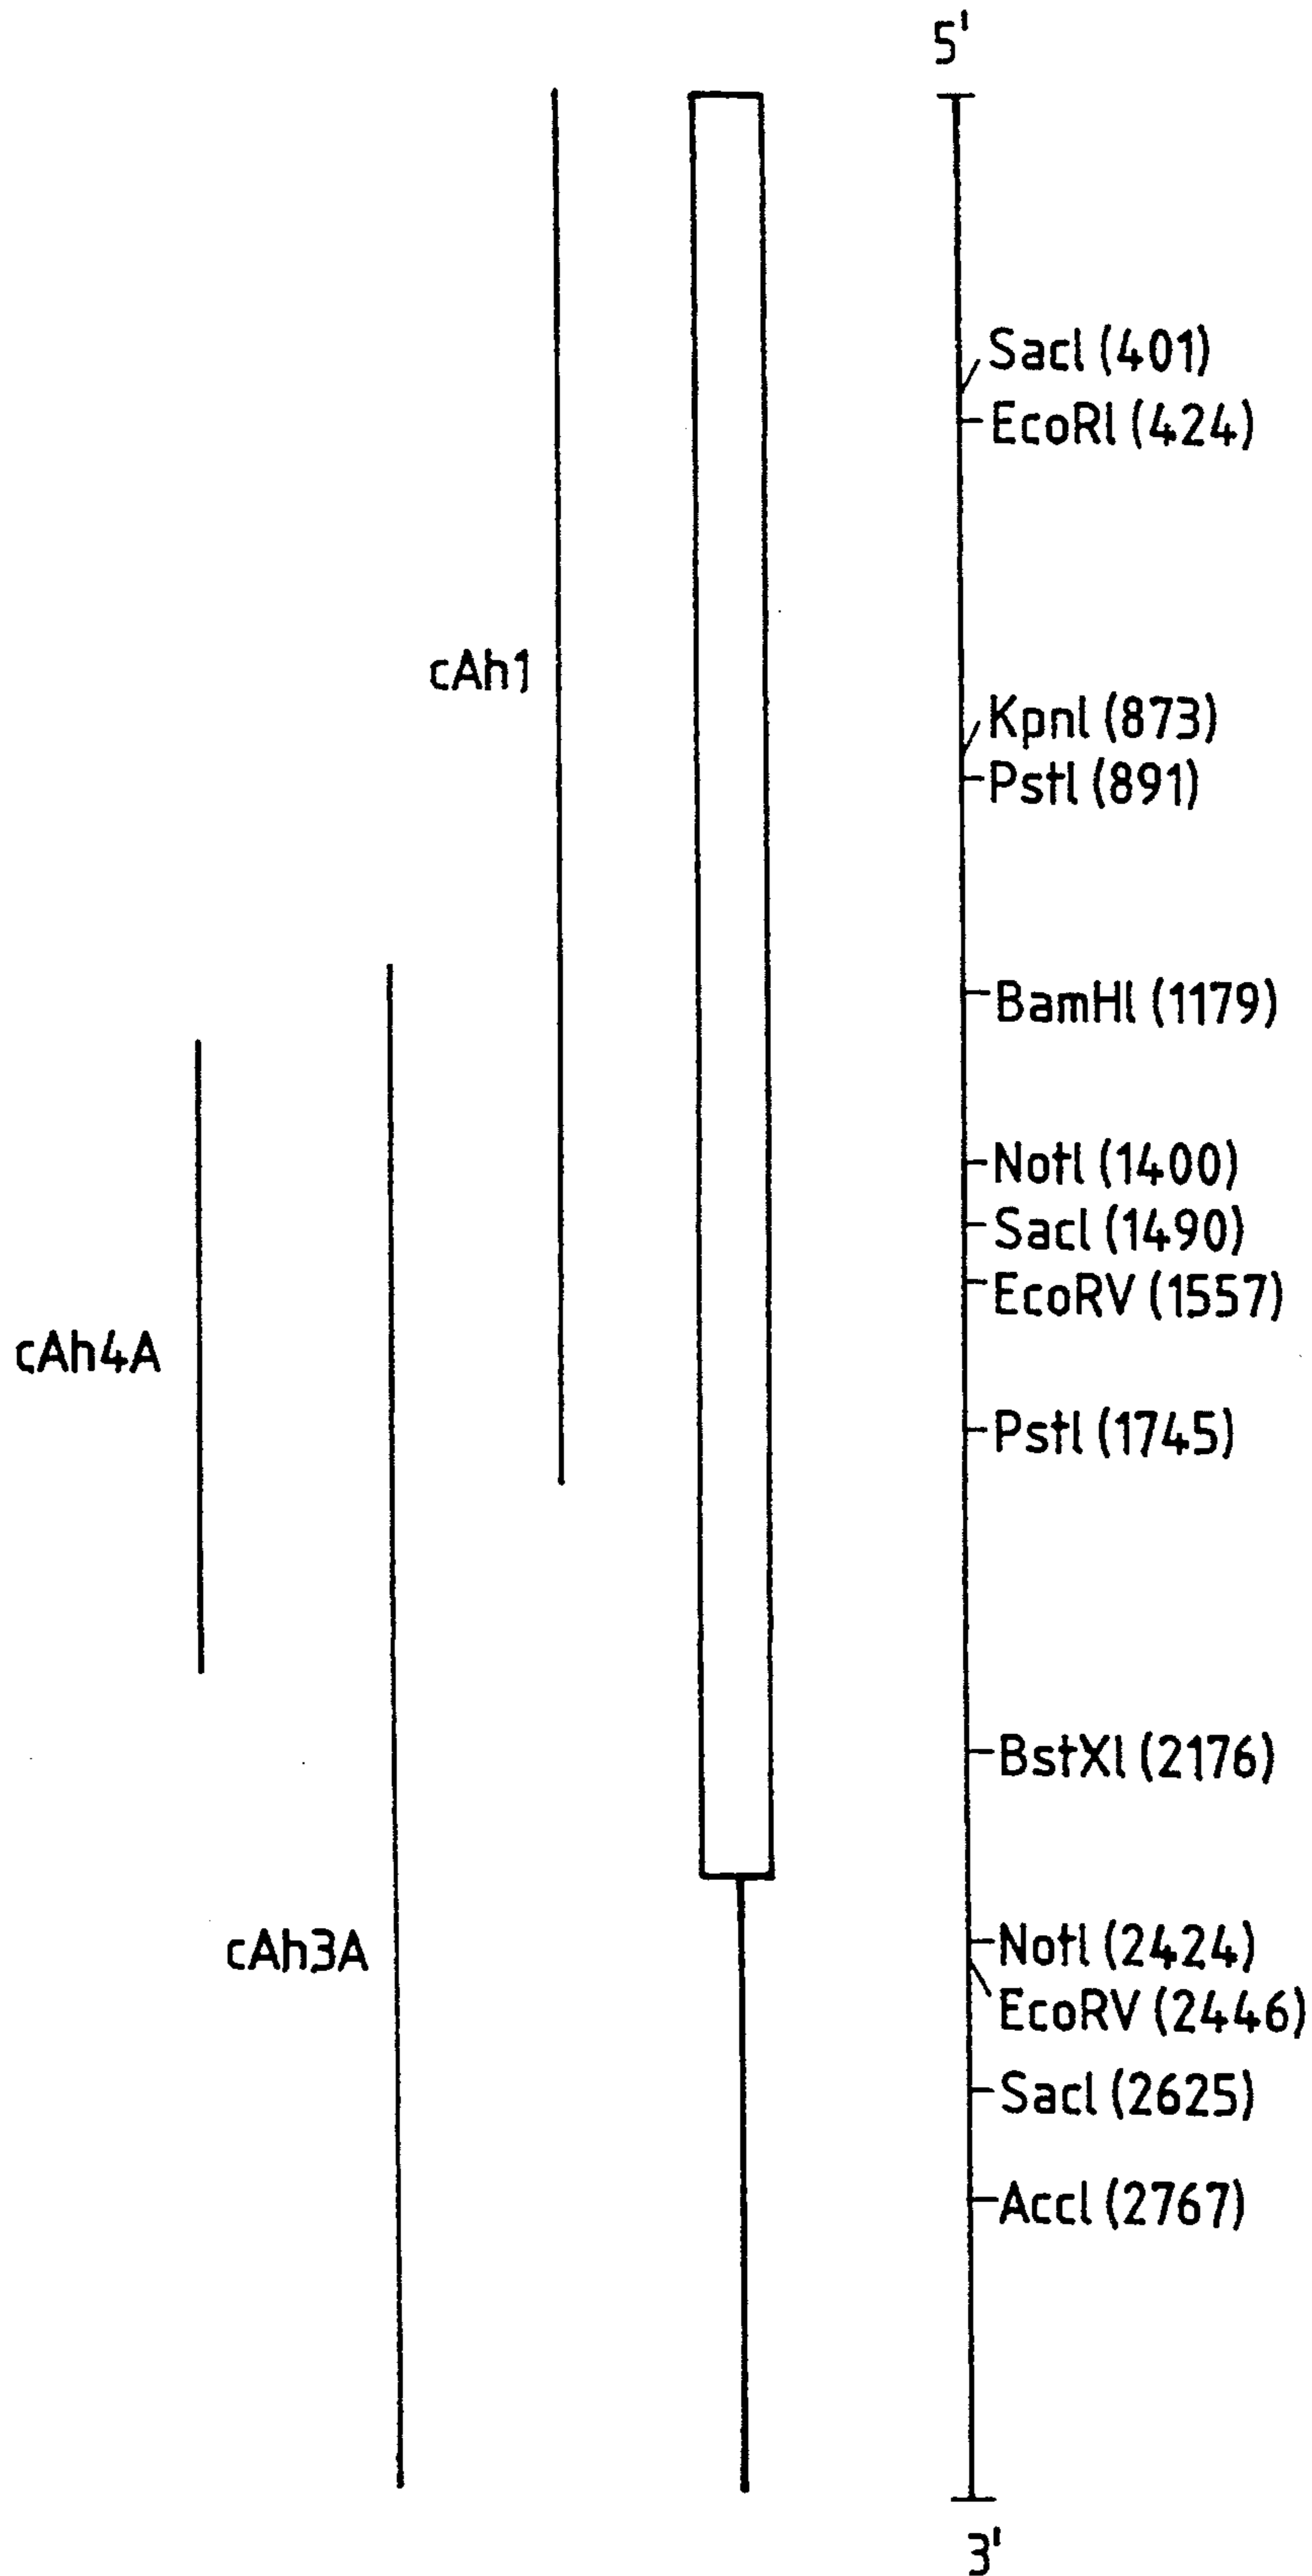 5'
SacI (401)
EcoRI (424)
cAh1
KpnI (873)
PstI (891)
BamHI (1179)
NotI (1400)
SacI (1490)
EcoRV (1557)
cAh4A
PstI (1745)
BstXI (2176)
cAh3A
NotI (2424)
EcoRV (2446)
SacI (2625)
AccI (2767)
3'